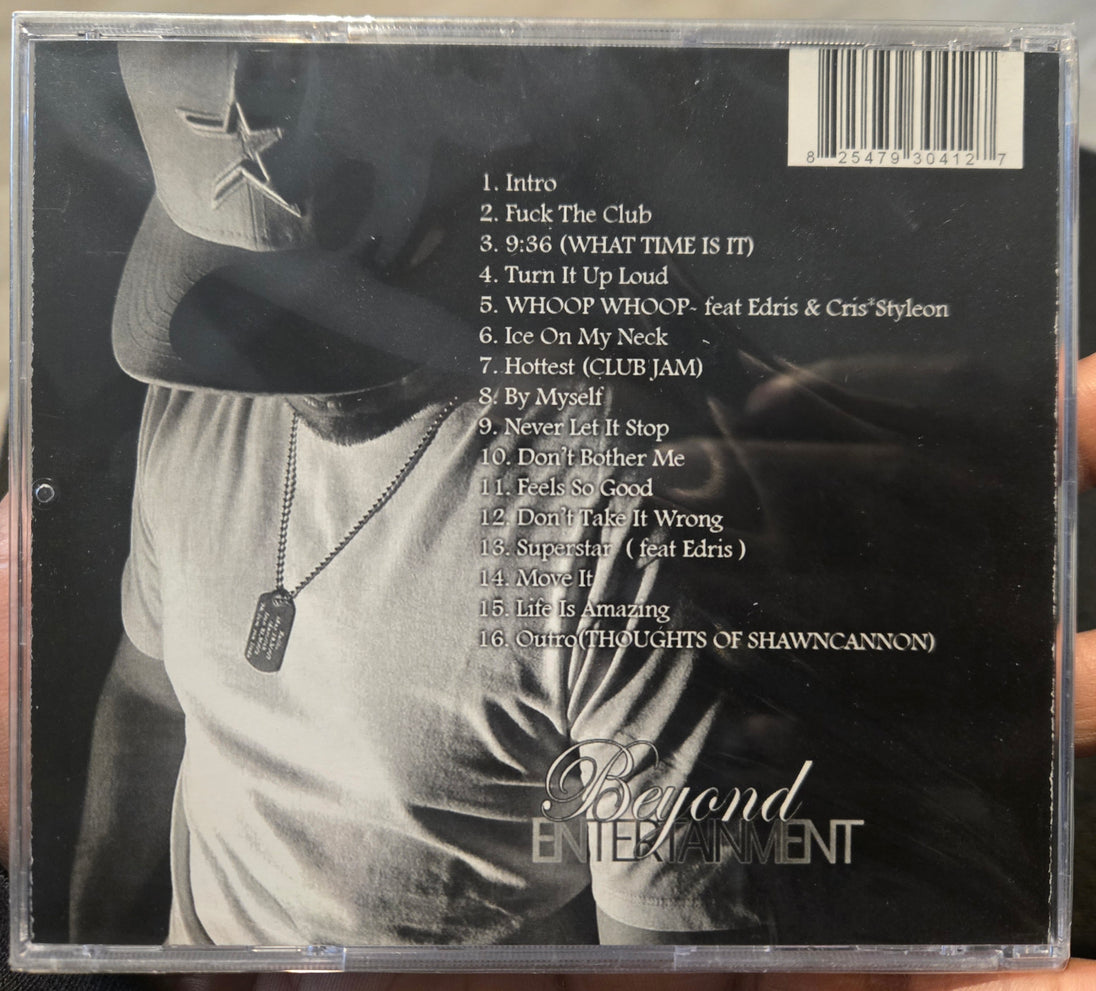 8 25479 30412 7
1. Intro
2. Fuck The Club
3. 9:36 (WHAT TIME IS IT)
4. Turn It Up Loud
5. WHOOP WHOOP- feat Edris & Cris*Styleon
6. Ice On My Neck
7. Hottest (CLUB JAM)
8. By Myself
9. Never Let It Stop
10. Don't Bother Me
11. Feels So Good
12. Don't Take It Wrong
13. Superstar ( feat Edris )
14. Move It
15. Life Is Amazing
16. Outro(THOUGHTS OF SHAWNCANNON)
Beyond
ENTERTAINMENT